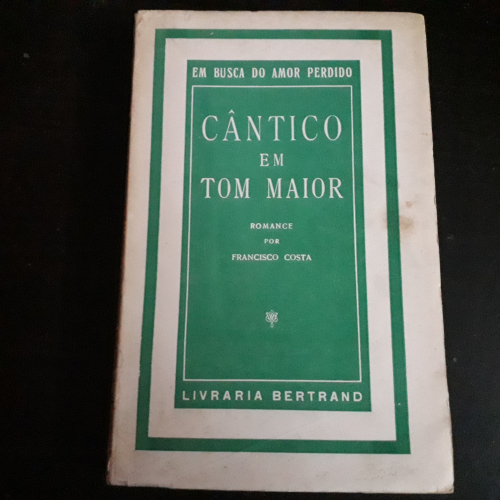 EM BUSCA DO AMOR PERDIDO
CÂNTICO
EM
TOM MAIOR
ROMANCE
POR
FRANCISCO COSTA
LIVRARIA BERTRAND